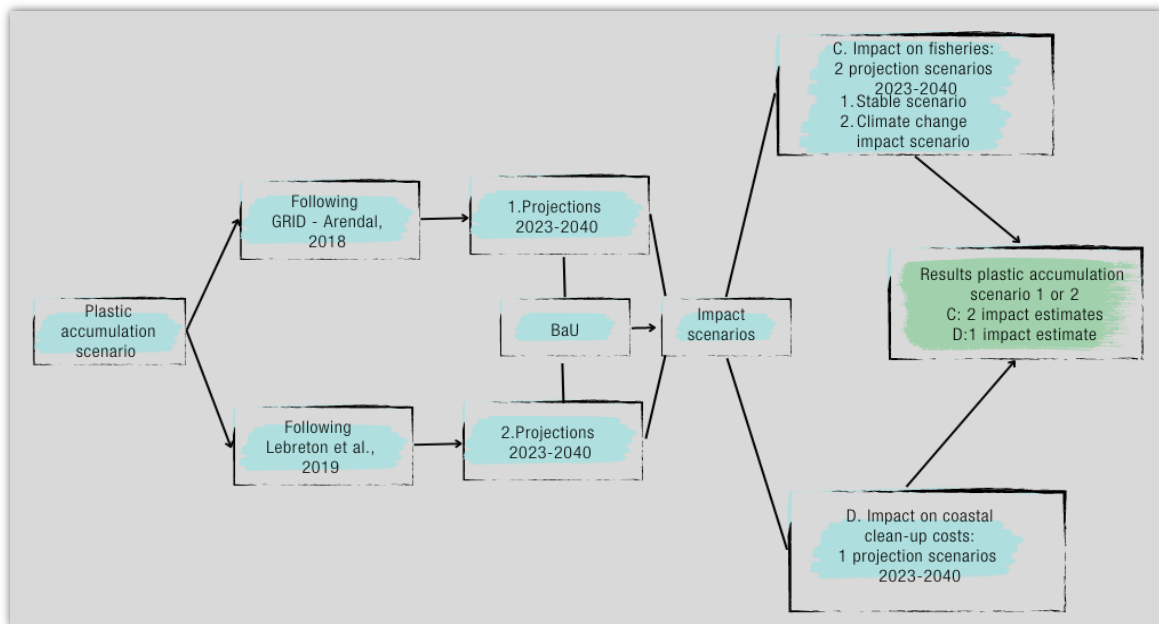 Plastic
accumulation
scenario
Following
GRID - Arendal,
2018
Following
Lebreton et al.,
2019
1.Projections
2023-2040
BaU
2.Projections
2023-2040
Impact
scenarios
C. Impact on fisheries:
2 projection scenarios
2023-2040
1. Stable scenario
2. Climate change
impact scenario
D. Impact on coastal
clean-up costs:
1 projection scenarios
2023-2040
Results plastic accumulation
scenario 1 or 2
C: 2 impact estimates
D:1 impact estimate